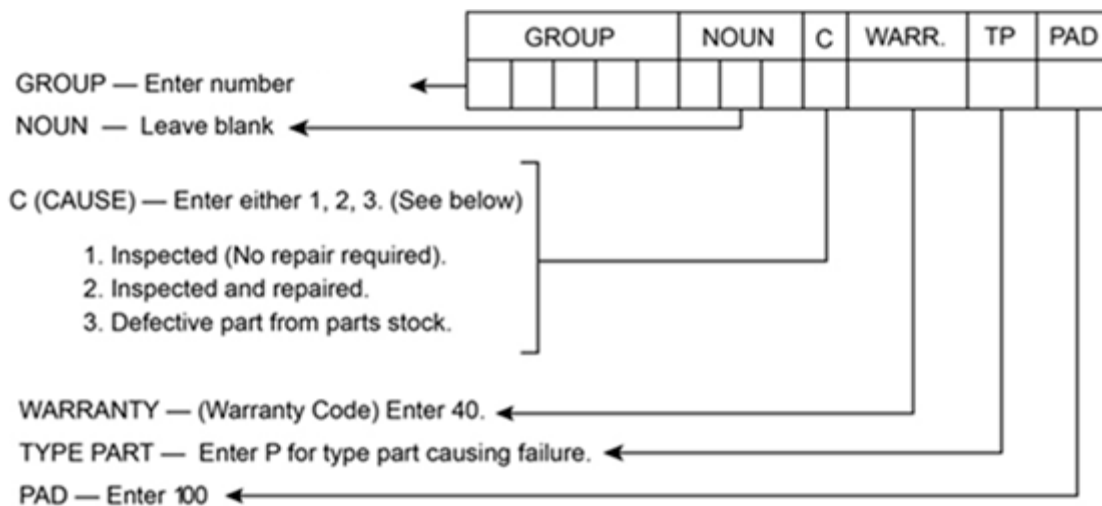 GROUP NOUN C WARR. TP PAD
GROUP — Enter number
NOUN — Leave blank
C (CAUSE) — Enter either 1, 2, 3. (See below)
1. Inspected (No repair required).
2. Inspected and repaired.
3. Defective part from parts stock.
WARRANTY — (Warranty Code) Enter 40.
TYPE PART — Enter P for type part causing failure.
PAD — Enter 100